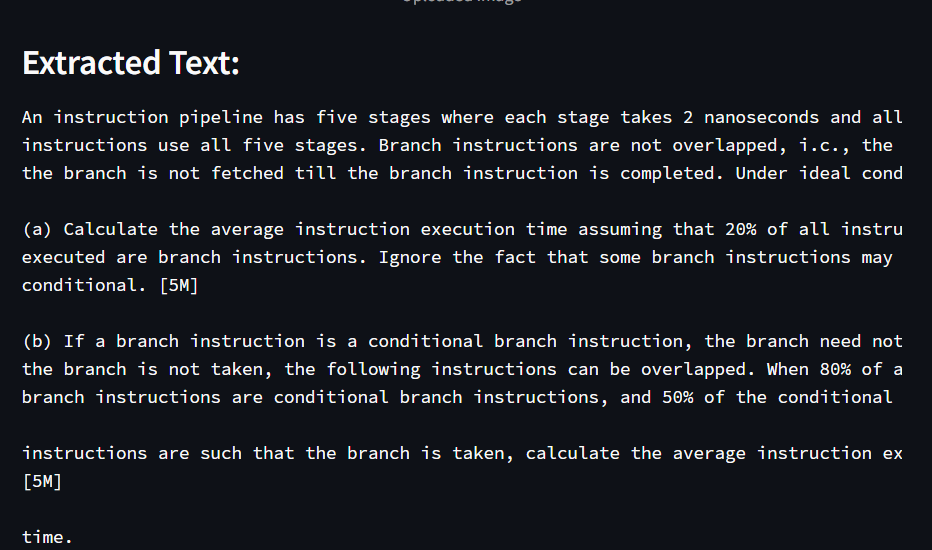 Extracted Text:
An instruction pipeline has five stages where each stage takes 2 nanoseconds and all
instructions use all five stages. Branch instructions are not overlapped, i.c., the
the branch is not fetched till the branch instruction is completed. Under ideal cond
(a) Calculate the average instruction execution time assuming that 20% of all instru
executed are branch instructions. Ignore the fact that some branch instructions may
conditional. [5M]
(b) If a branch instruction is a conditional branch instruction, the branch need not
the branch is not taken, the following instructions can be overlapped. When 80% of a
branch instructions are conditional branch instructions, and 50% of the conditional
instructions are such that the branch is taken, calculate the average instruction ex
[5M]
time.